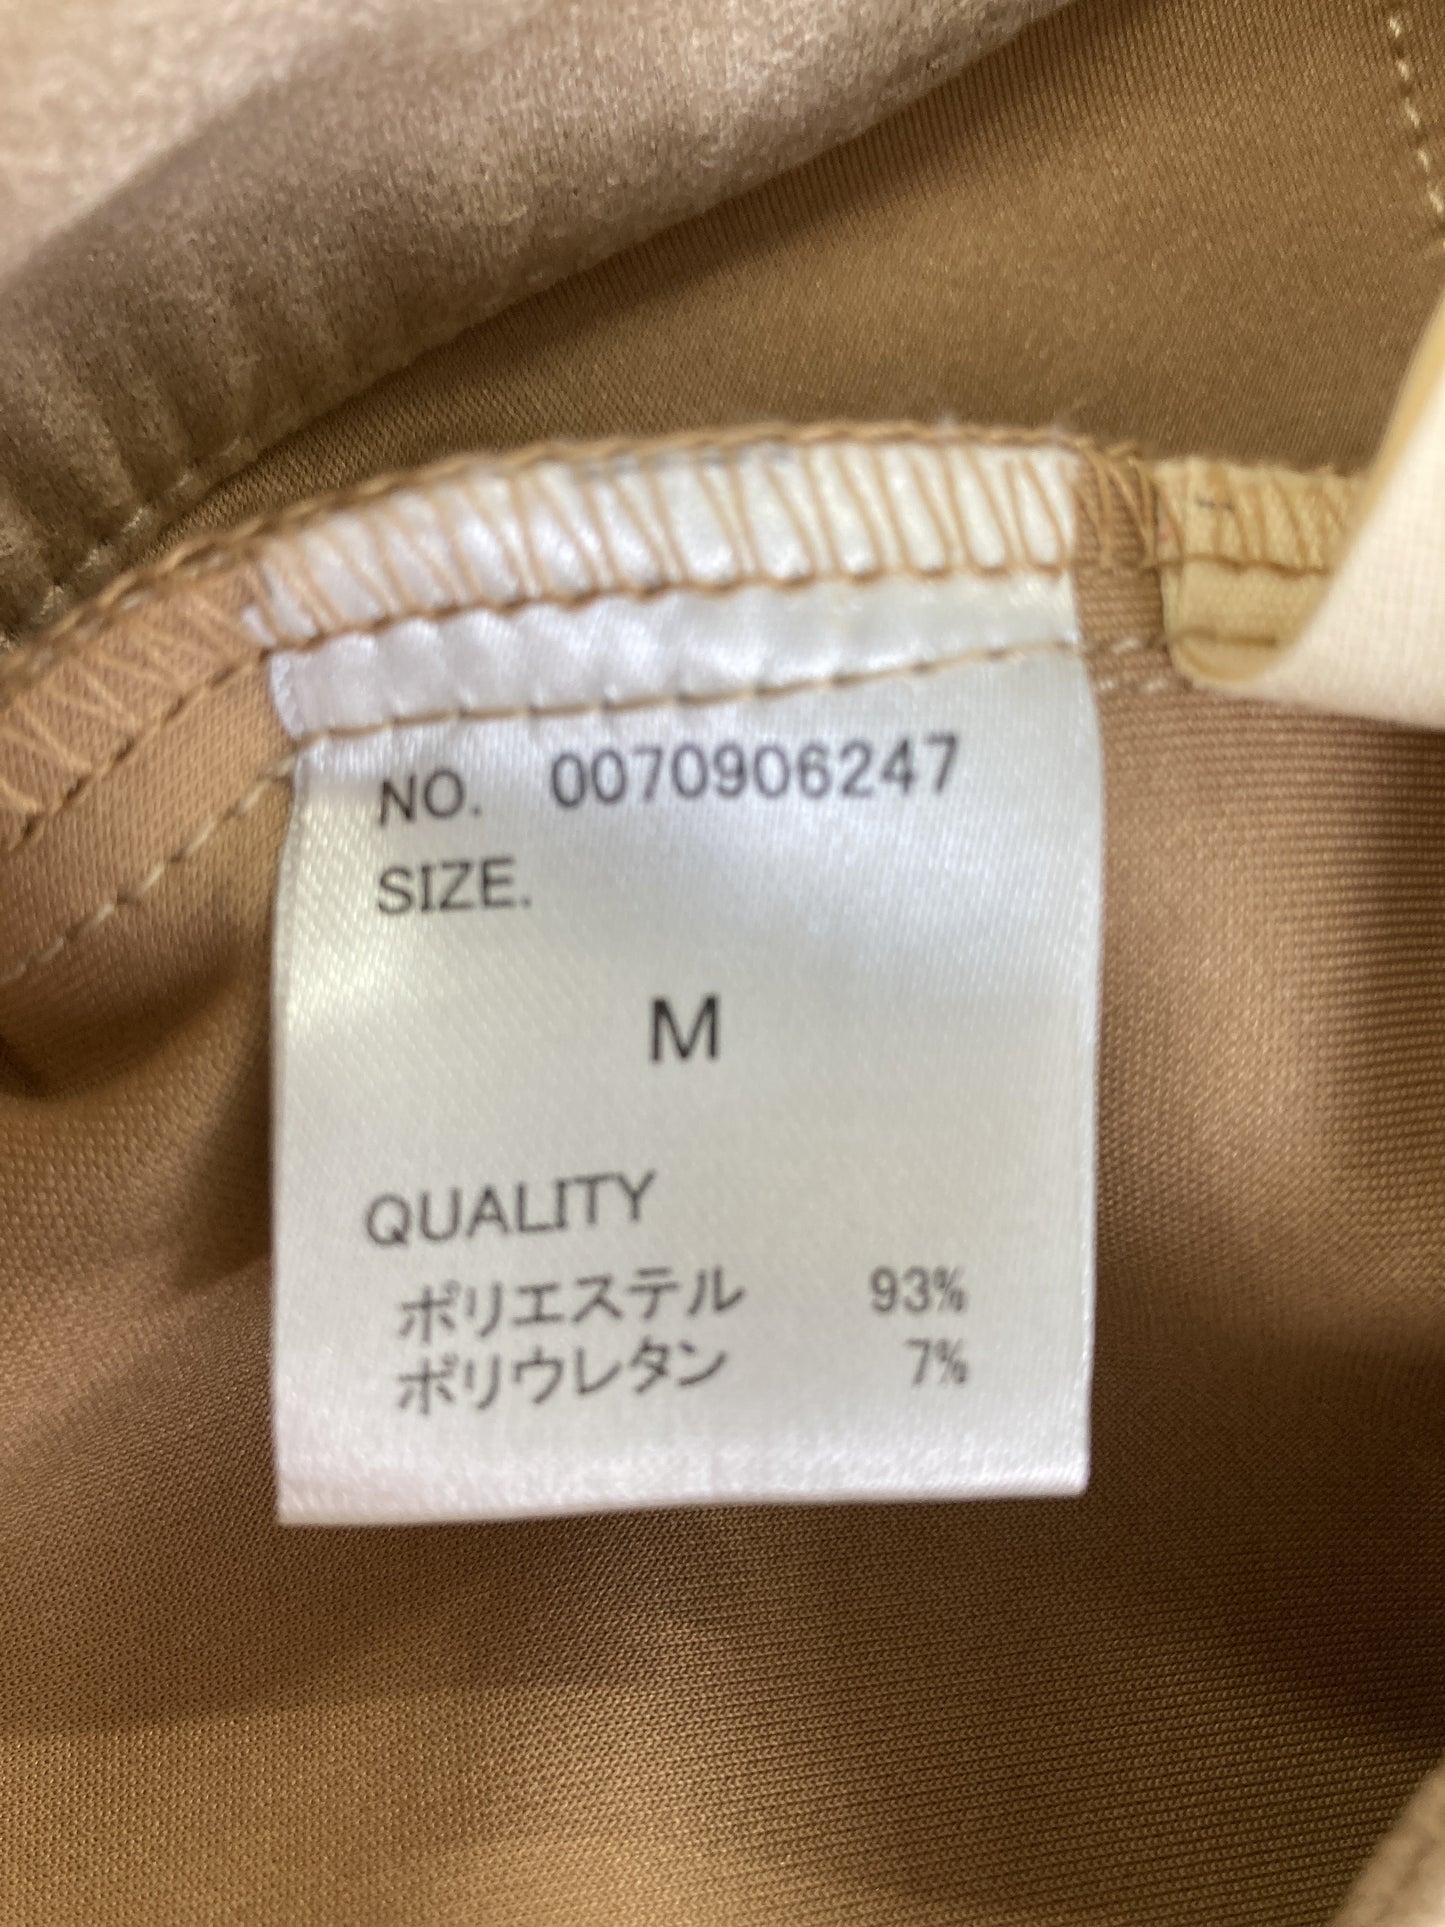 NO. 0070906247
SIZE.
M
QUALITY
ポリエステル 93%
ポリウレタン 7%